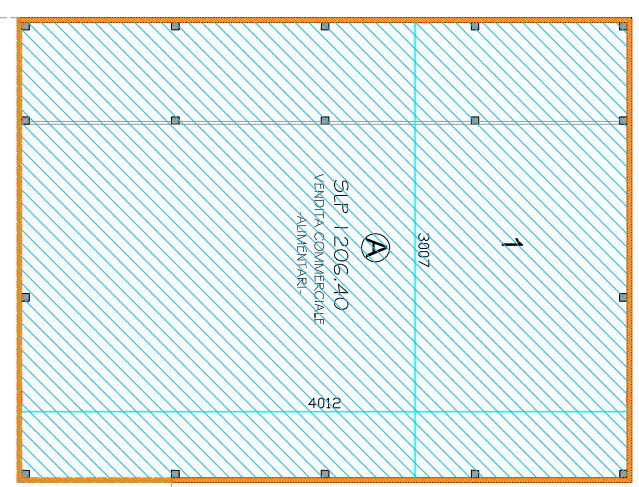 SLP 1206.40
VENDITA COMMERCIALE
-ALIMENTARI-
A
3007
1
4012